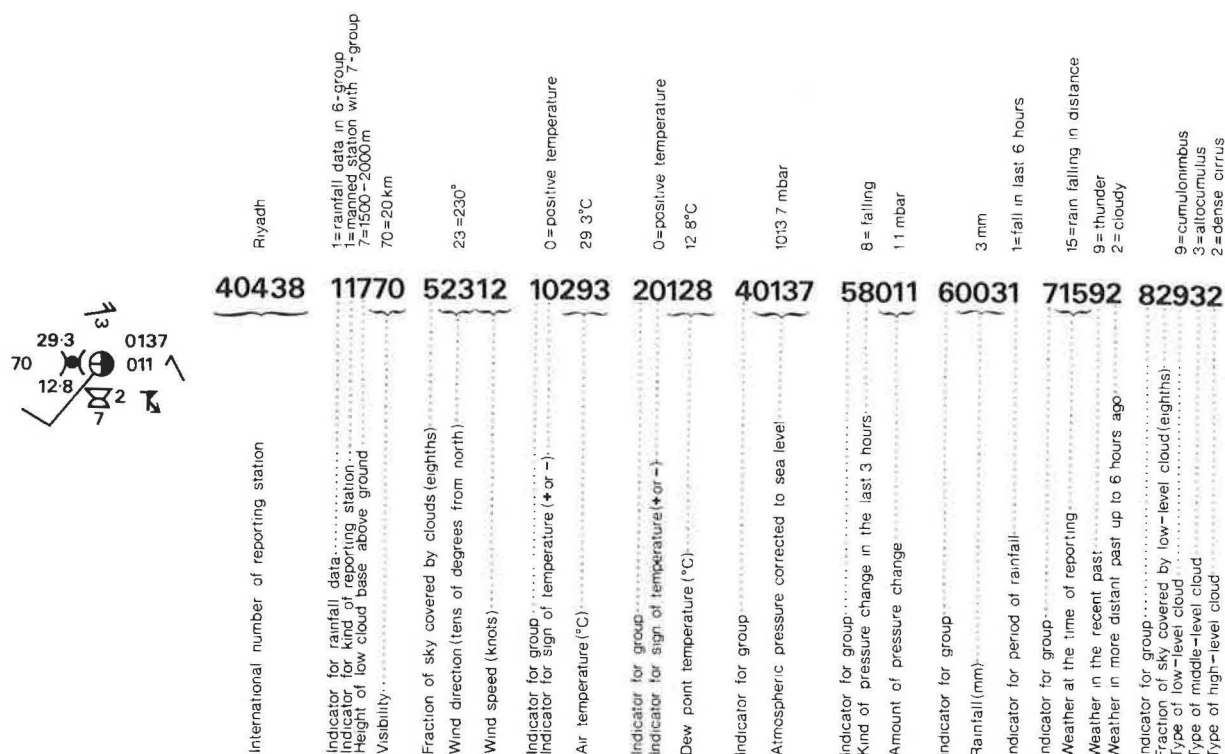 Riyadh
1=rainfall data in 6-group
1=manned station with 7-group
7=1500-2000m
70=20km
23=230°
0=positive temperature
29 3°C
0=positive temperature
12 8°C
1013 7 mbar
8= falling
1 1 mbar
3 mm
1=fall in last 6 hours
15=rain falling in distance
9= thunder
2= cloudy
9=cumulonimbus
3=altocumulus
2=dense cirrus
40438 11770 52312 10293 20128 40137 58011 60031 71592 82932
29·3 0137
70 011
12·8
2
7
International number of reporting station
Indicator for rainfall data
Indicator for kind of reporting station
Height of low cloud base above ground
Visibility
Fraction of sky covered by clouds (eighths)
Wind direction (tens of degrees from north)
Wind speed (knots)
Indicator for group
Indicator for sign of temperature (+ or −)
Air temperature (°C)
Indicator for group
Indicator for sign of temperature (+ or −)
Dew point temperature (°C)
Indicator for group
Atmospheric pressure corrected to sea level
Indicator for group
Kind of pressure change in the last 3 hours
Amount of pressure change
Indicator for group
Rainfall (mm)
Indicator for period of rainfall
Indicator for group
Weather at the time of reporting
Weather in the recent past
Weather in more distant past up to 6 hours ago
Indicator for group
Fraction of sky covered by low-level cloud (eighths)
Type of low-level cloud
Type of middle-level cloud
Type of high-level cloud